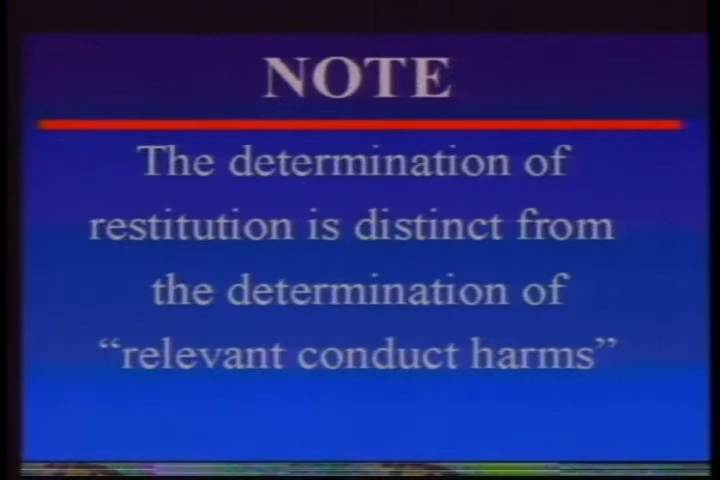 NOTE
The determination of
restitution is distinct from
the determination of
“relevant conduct harms”